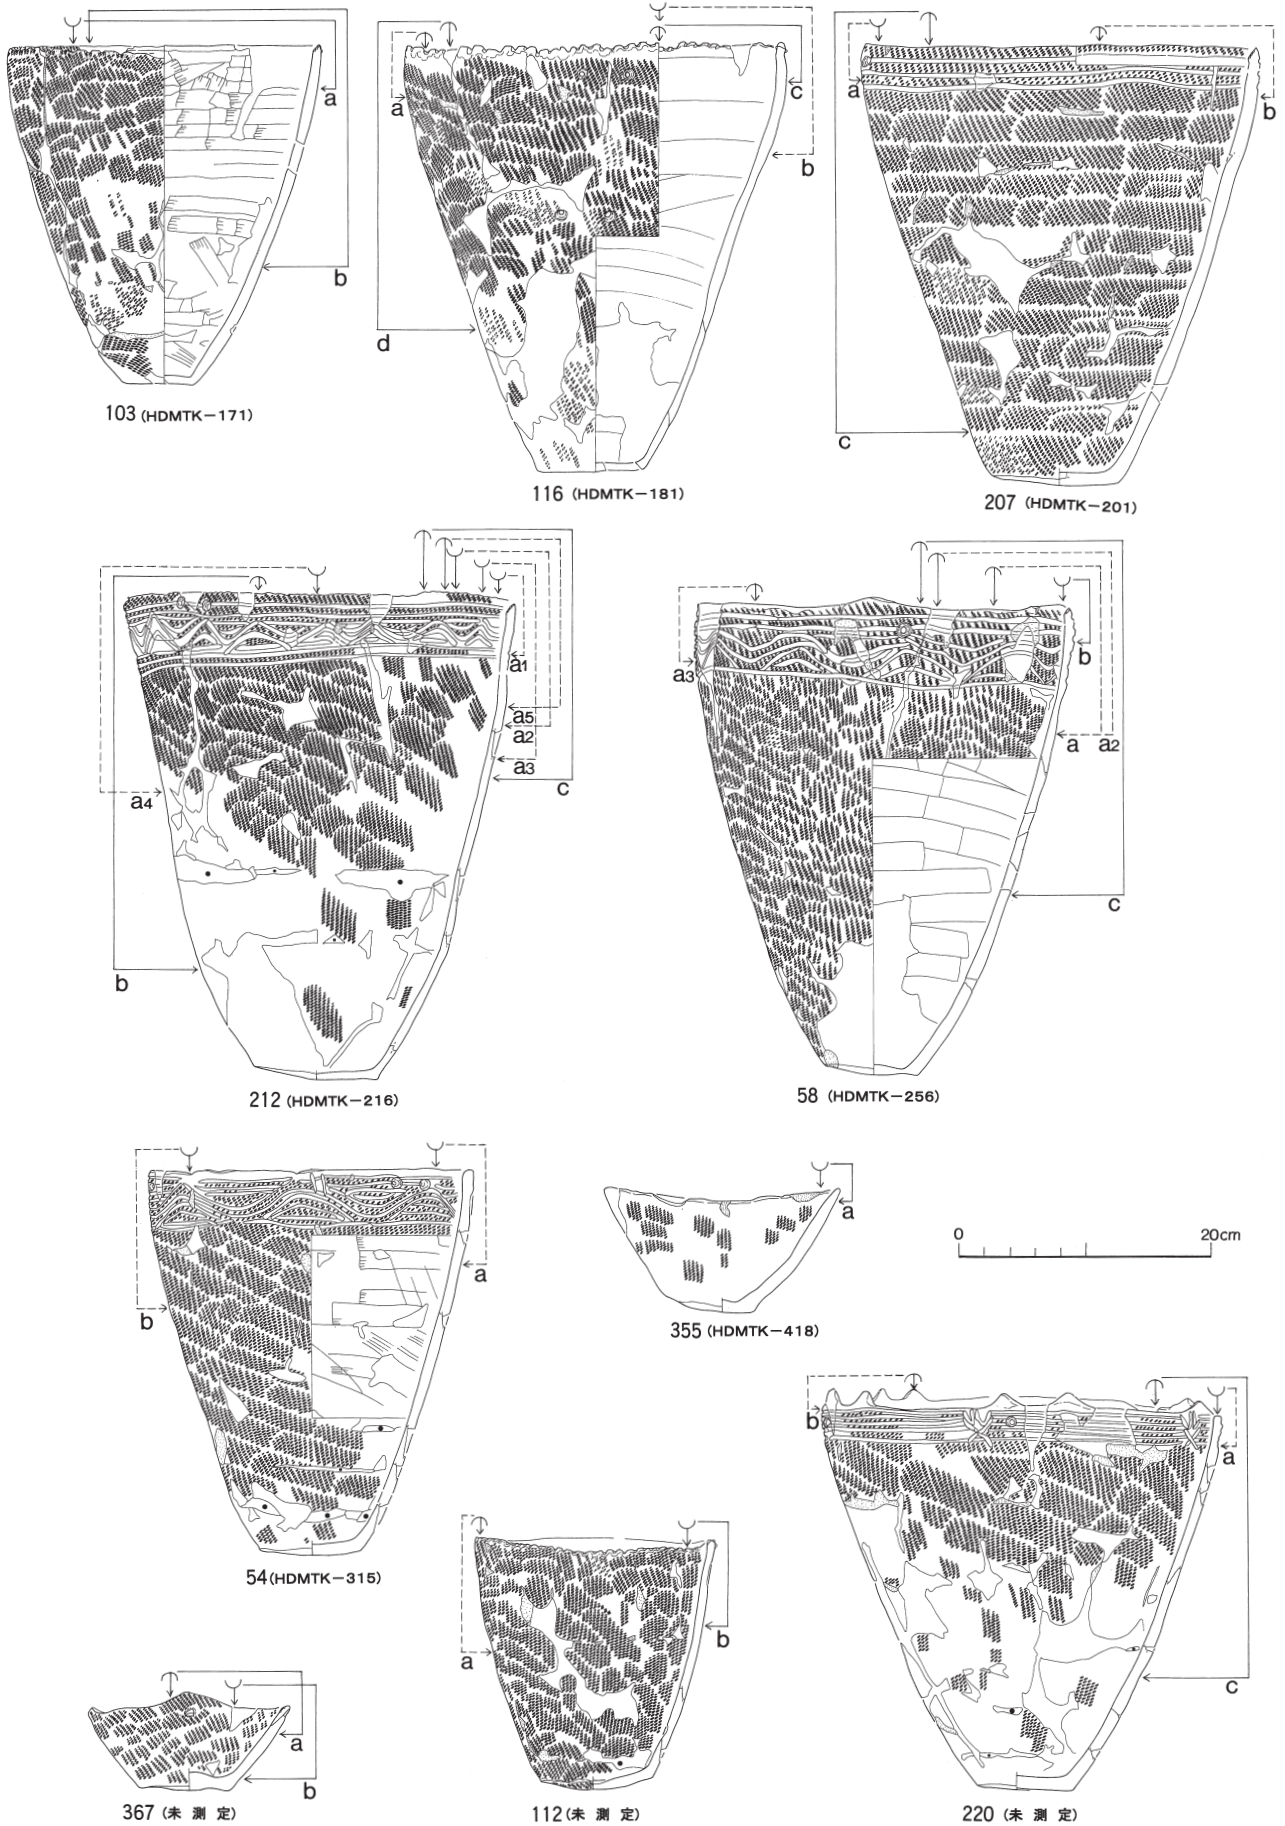 a
b
103 (HDMTK-171)
a
c
b
d
116 (HDMTK-181)
a
b
c
207 (HDMTK-201)
a1
a5
a2
a3
c
a4
b
212 (HDMTK-216)
a3
b
a a2
c
58 (HDMTK-256)
a
b
54 (HDMTK-315)
a
355 (HDMTK-418)
0 20cm
b
a
c
220 (未測定)
a
b
112 (未測定)
a
b
367 (未測定)